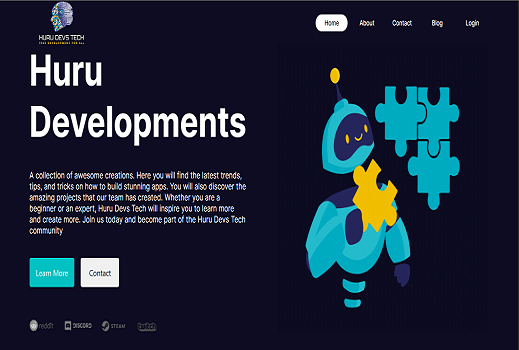 HURU DEVS TECH
FREE DEVELOPMENT FOR ALL
Home About Contact Blog Login
Huru
Developments
A collection of awesome creations. Here you will find the latest trends,
tips, and tricks on how to build stunning apps. You will also discover the
amazing projects that our team has created. Whether you are a
beginner or an expert, Huru Devs Tech will inspire you to learn more
and create more. Join us today and become part of the Huru Devs Tech
community
Learn More Contact
reddit DISCORD STEAM twitch